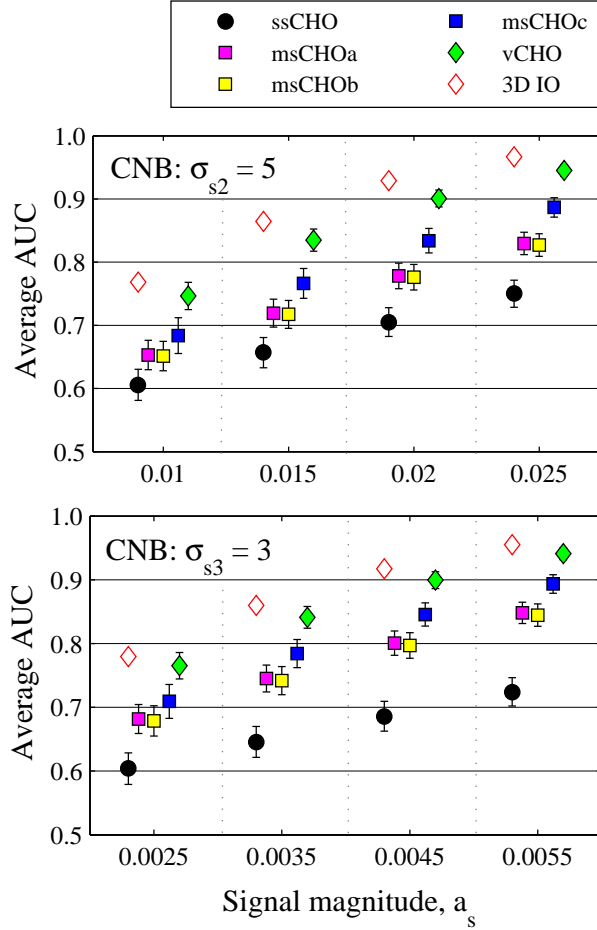 ssCHO
msCHOa
msCHOb
msCHOc
vCHO
3D IO
1.0
0.9
0.8
0.7
0.6
0.5
Average AUC
CNB: σs2 = 5
0.01 0.015 0.02 0.025
1.0
0.9
0.8
0.7
0.6
0.5
Average AUC
CNB: σs3 = 3
0.0025 0.0035 0.0045 0.0055
Signal magnitude, as